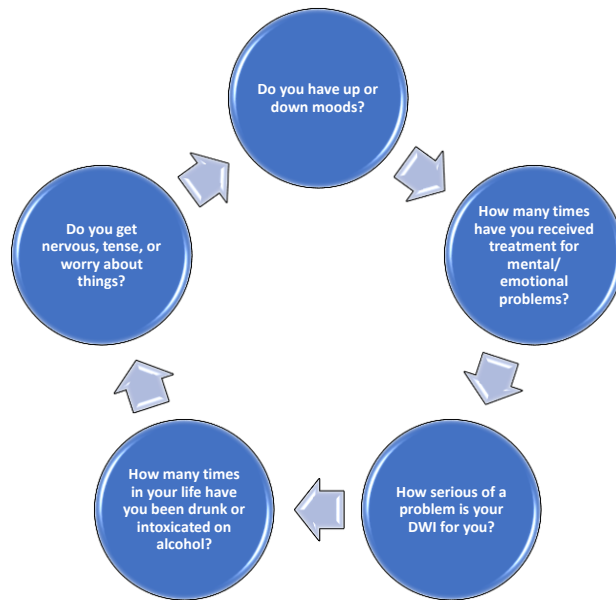 Do you have up or
down moods?
How many times
have you received
treatment for
mental/
emotional
problems?
How serious of a
problem is your
DWI for you?
How many times
in your life have
you been drunk or
intoxicated on
alcohol?
Do you get
nervous, tense, or
worry about
things?